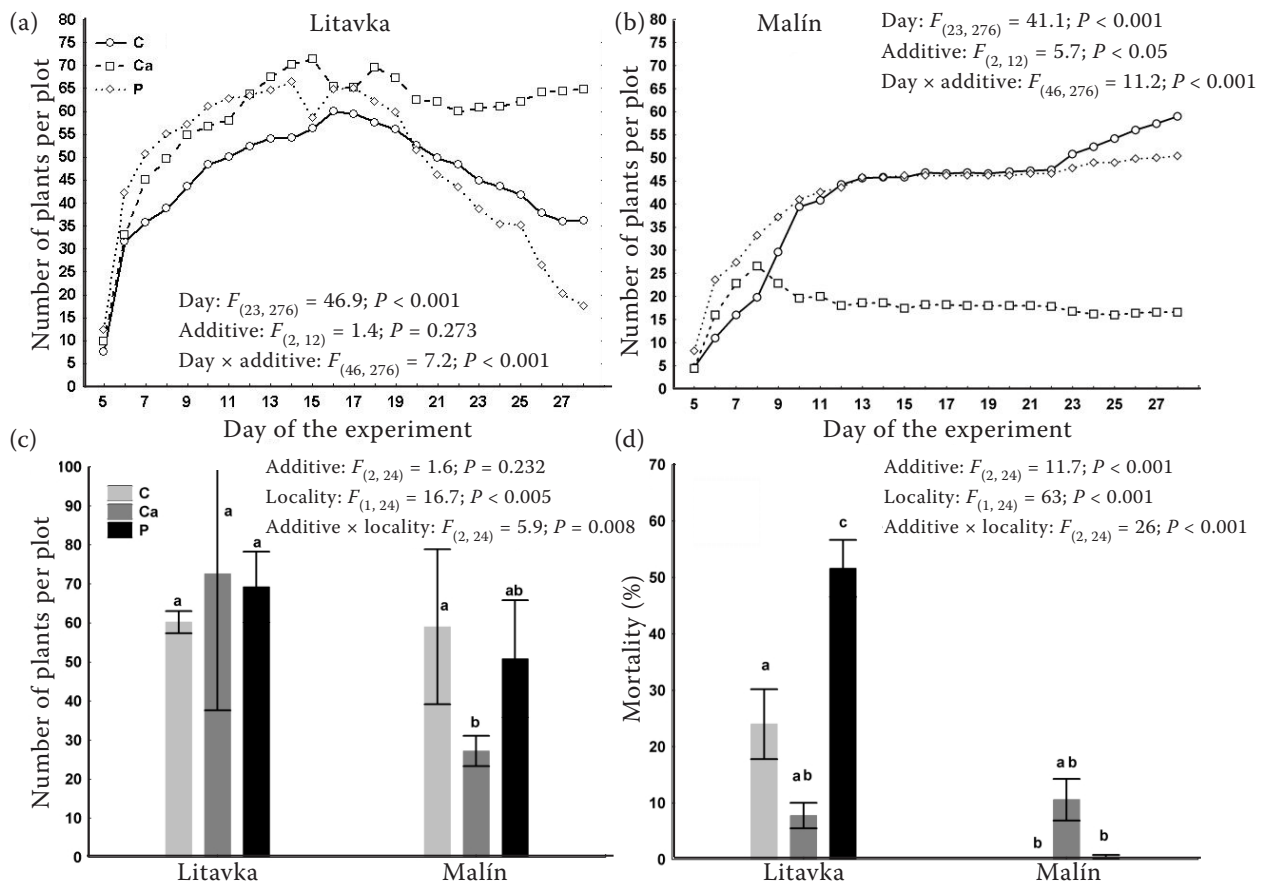 (a)
Litavka
C
Ca
P
Number of plants per plot
80
75
70
65
60
55
50
45
40
35
30
25
20
15
10
5
0
Day: F(23, 276) = 46.9; P < 0.001
Additive: F(2, 12) = 1.4; P = 0.273
Day × additive: F(46, 276) = 7.2; P < 0.001
5 7 9 11 13 15 17 19 21 23 25 27
(b)
Malín
Day: F(23, 276) = 41.1; P < 0.001
Additive: F(2, 12) = 5.7; P < 0.05
Day × additive: F(46, 276) = 11.2; P < 0.001
Number of plants per plot
80
75
70
65
60
55
50
45
40
35
30
25
20
15
10
5
0
5 7 9 11 13 15 17 19 21 23 25 27
Day of the experiment
Day of the experiment
(c)
Additive: F(2, 24) = 1.6; P = 0.232
Locality: F(1, 24) = 16.7; P < 0.005
Additive × locality: F(2, 24) = 5.9; P = 0.008
C
Ca
P
Number of plants per plot
100
90
80
70
60
50
40
30
20
10
0
a
a
a
a
b
ab
Litavka
Malín
(d)
Additive: F(2, 24) = 11.7; P < 0.001
Locality: F(1, 24) = 63; P < 0.001
Additive × locality: F(2, 24) = 26; P < 0.001
Mortality (%)
70
60
50
40
30
20
10
0
a
ab
c
b
ab
b
Litavka
Malín